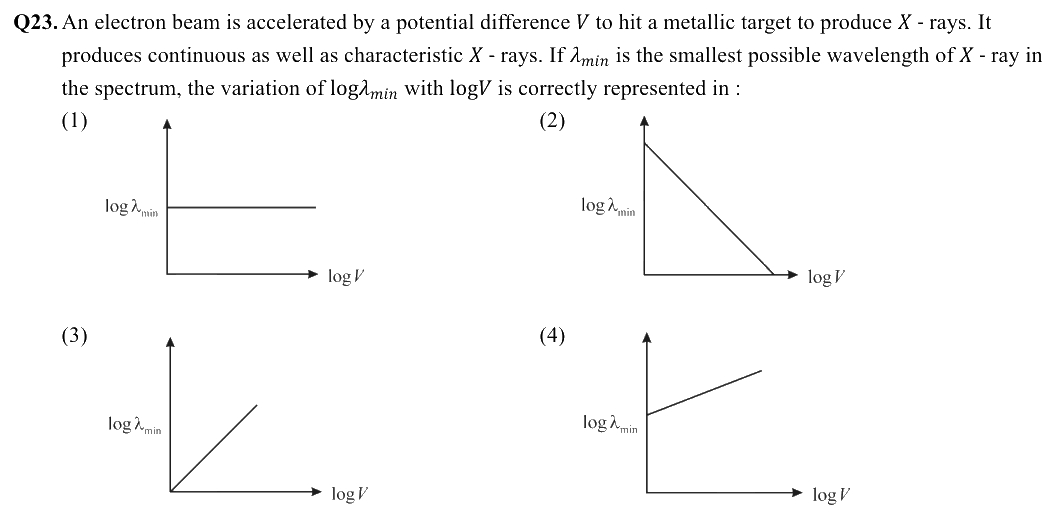 Q23. An electron beam is accelerated by a potential difference V to hit a metallic target to produce X - rays. It
produces continuous as well as characteristic X - rays. If λmin is the smallest possible wavelength of X - ray in
the spectrum, the variation of logλmin with logV is correctly represented in :
(1)
log λmin
log V
(2)
log λmin
log V
(3)
log λmin
log V
(4)
log λmin
log V